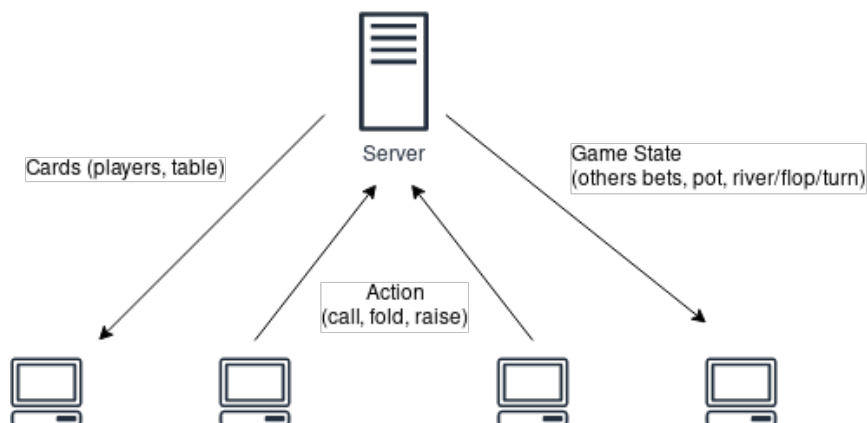 Server
Cards (players, table)
Game State
(others bets, pot, river/flop/turn)
Action
(call, fold, raise)